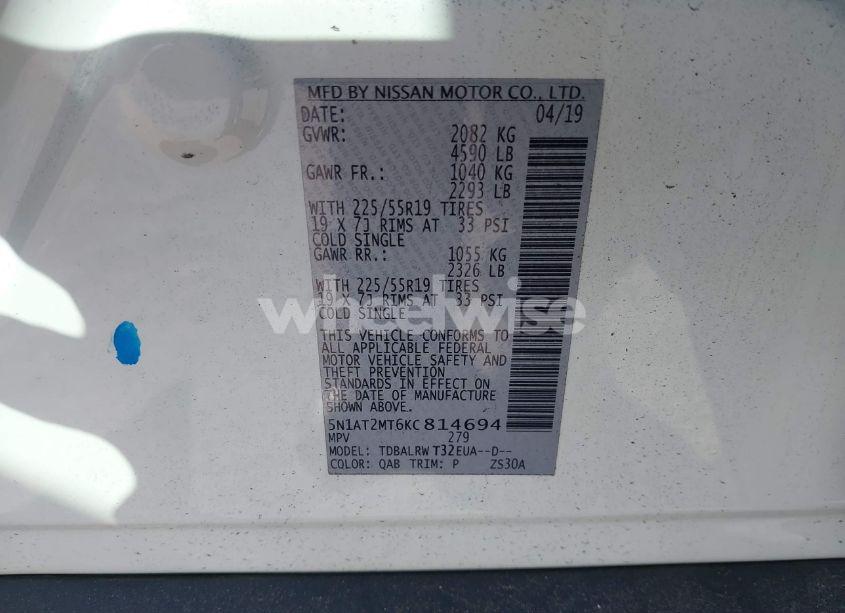 MFD BY NISSAN MOTOR CO., LTD.
DATE: 04/19
GVWR: 2082 KG
4590 LB
GAWR FR.: 1040 KG
2293 LB
WITH 225/55R19 TIRES
19 X 7J RIMS AT 33 PSI
COLD SINGLE
GAWR RR.: 1055 KG
2326 LB
WITH 225/55R19 TIRES
19 X 7J RIMS AT 33 PSI
COLD SINGLE
wheelwise
THIS VEHICLE CONFORMS TO
ALL APPLICABLE FEDERAL
MOTOR VEHICLE SAFETY AND
THEFT PREVENTION
STANDARDS IN EFFECT ON
THE DATE OF MANUFACTURE
SHOWN ABOVE.
5N1AT2MT6KC814694
MPV 279
MODEL: TDBALRW T32EUA--D--
COLOR: QAB TRIM: P ZS30A